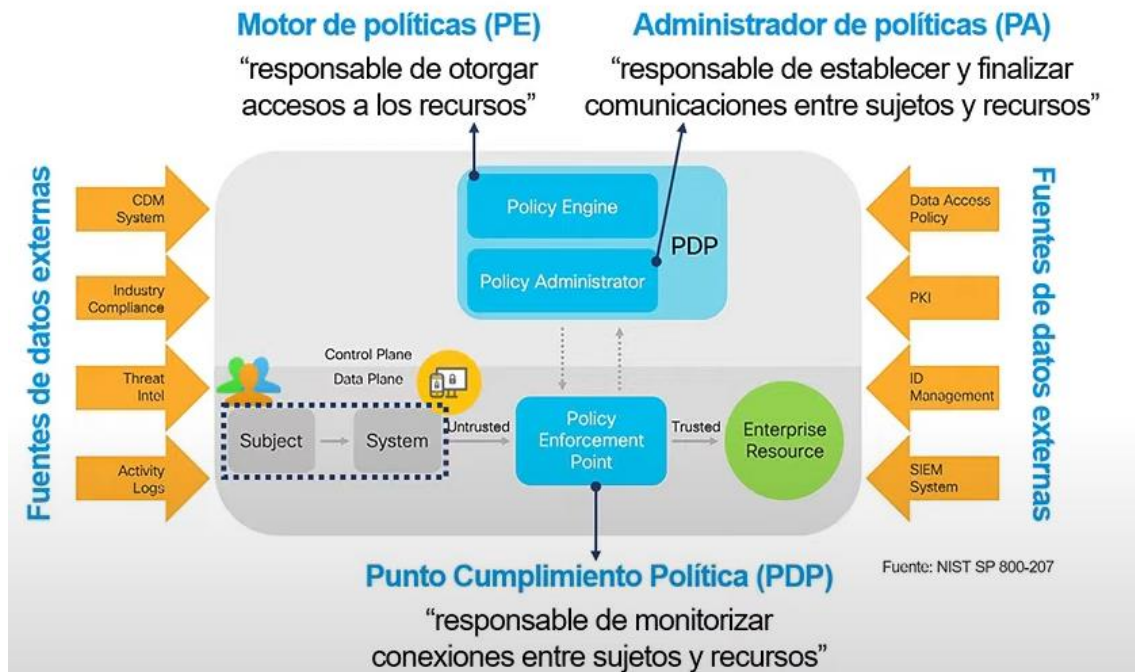 Motor de políticas (PE)
“responsable de otorgar
accesos a los recursos”
Administrador de políticas (PA)
“responsable de establecer y finalizar
comunicaciones entre sujetos y recursos”
Fuentes de datos externas
CDM
System
Industry
Compliance
Threat
Intel
Activity
Logs
Policy Engine
Policy Administrator
PDP
Control Plane
Data Plane
Subject
System
Untrusted
Policy
Enforcement
Point
Trusted
Enterprise
Resource
Data Access
Policy
PKI
ID
Management
SIEM
System
Fuentes de datos externas
Punto Cumplimiento Política (PDP)
“responsable de monitorizar
conexiones entre sujetos y recursos”
Fuente: NIST SP 800-207